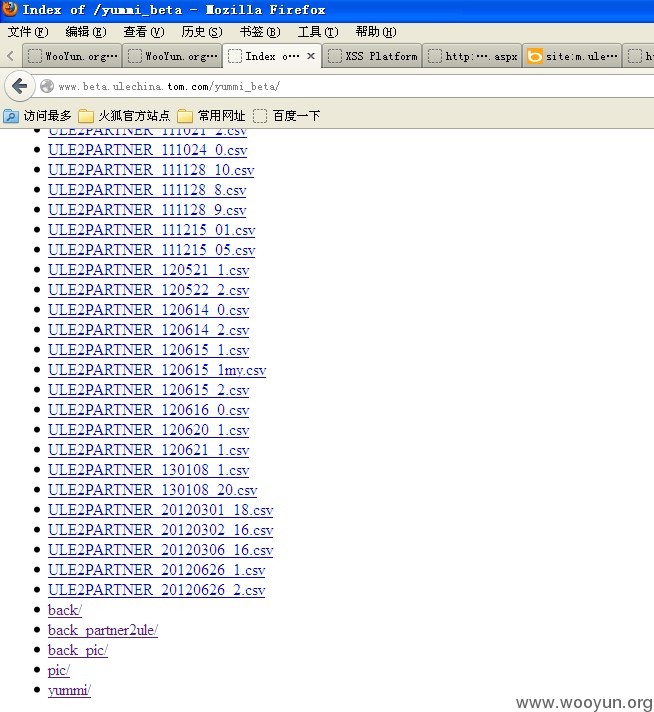 Index of /yummi_beta - Mozilla Firefox
文件(F) 编辑(E) 查看(V) 历史(S) 书签(B) 工具(T) 帮助(H)
WooYun.org... WooYun.org... Index o... × XSS Platform http:...aspx site:m.ule... h
www.beta.ulechina.tom.com/yummi_beta/
访问最多 火狐官方站点 常用网址 百度一下
ULE2PARTNER_111021_2.csv
ULE2PARTNER_111024_0.csv
ULE2PARTNER_111128_10.csv
ULE2PARTNER_111128_8.csv
ULE2PARTNER_111128_9.csv
ULE2PARTNER_111215_01.csv
ULE2PARTNER_111215_05.csv
ULE2PARTNER_120521_1.csv
ULE2PARTNER_120522_2.csv
ULE2PARTNER_120614_0.csv
ULE2PARTNER_120614_2.csv
ULE2PARTNER_120615_1.csv
ULE2PARTNER_120615_1my.csv
ULE2PARTNER_120615_2.csv
ULE2PARTNER_120616_0.csv
ULE2PARTNER_120620_1.csv
ULE2PARTNER_120621_1.csv
ULE2PARTNER_130108_1.csv
ULE2PARTNER_130108_20.csv
ULE2PARTNER_20120301_18.csv
ULE2PARTNER_20120302_16.csv
ULE2PARTNER_20120306_16.csv
ULE2PARTNER_20120626_1.csv
ULE2PARTNER_20120626_2.csv
back/
back_partner2ule/
back_pic/
pic/
yummi/
www.wooyun.org